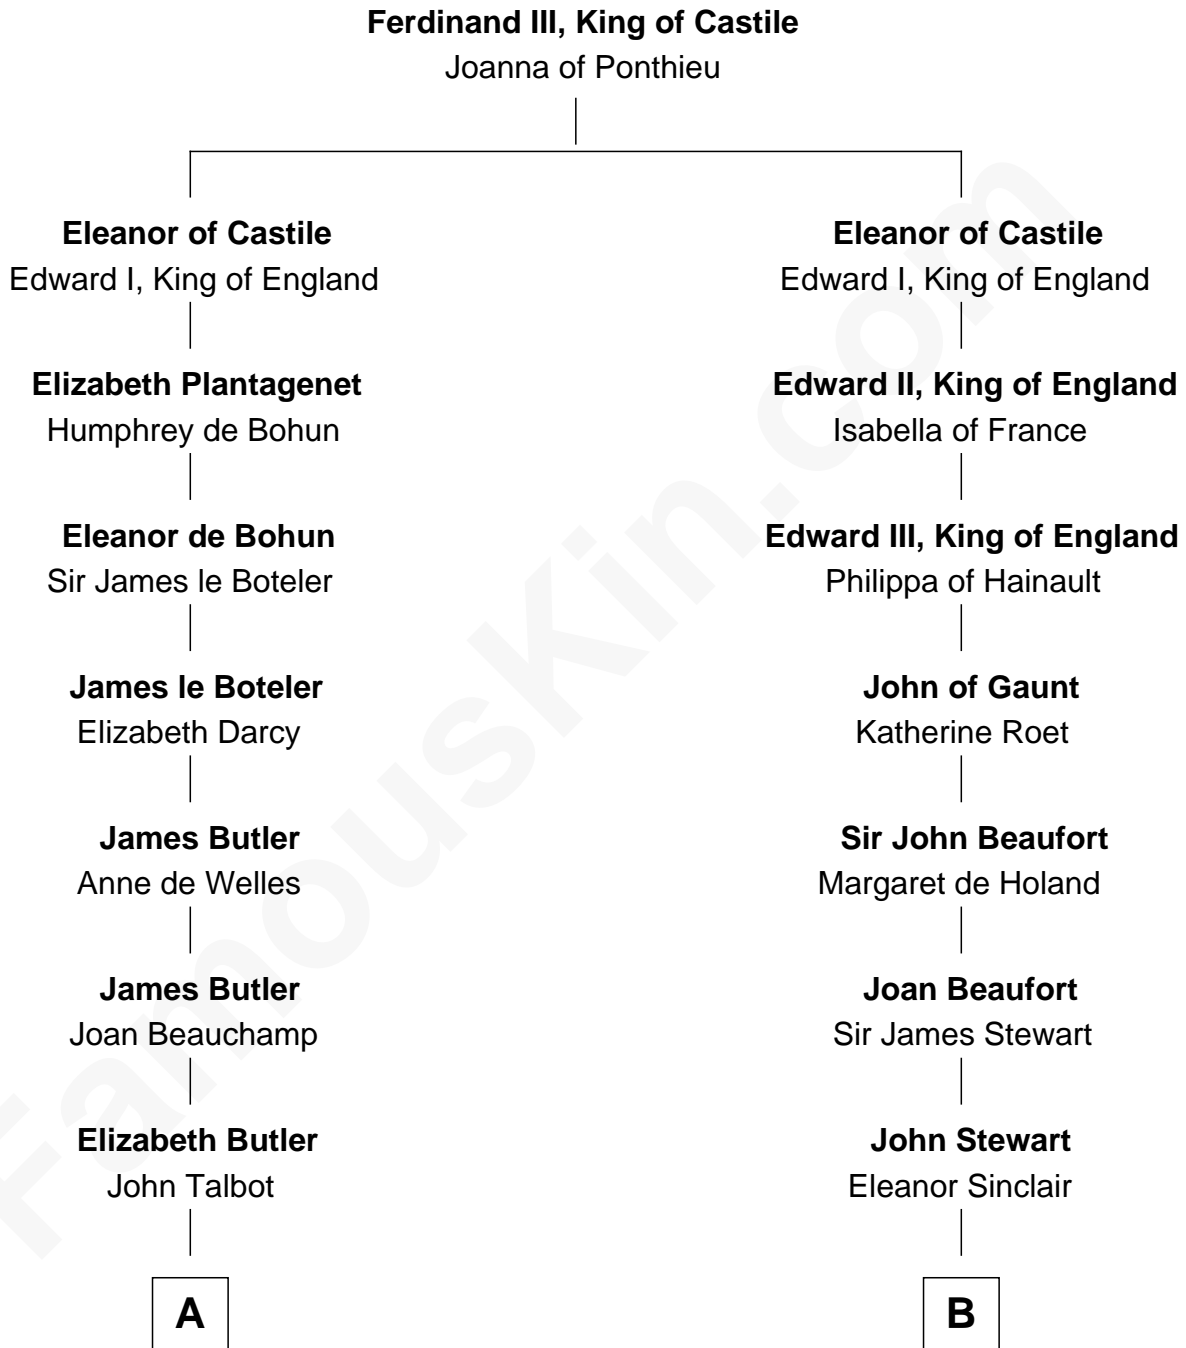 Ferdinand III, King of Castile
Joanna of Ponthieu
Eleanor of Castile
Edward I, King of England
Elizabeth Plantagenet
Humphrey de Bohun
Eleanor de Bohun
Sir James le Boteler
James le Boteler
Elizabeth Darcy
James Butler
Anne de Welles
James Butler
Joan Beauchamp
Elizabeth Butler
John Talbot
A
Eleanor of Castile
Edward I, King of England
Edward II, King of England
Isabella of France
Edward III, King of England
Philippa of Hainault
John of Gaunt
Katherine Roet
Sir John Beaufort
Margaret de Holand
Joan Beaufort
Sir James Stewart
John Stewart
Eleanor Sinclair
B
FamousKin.com